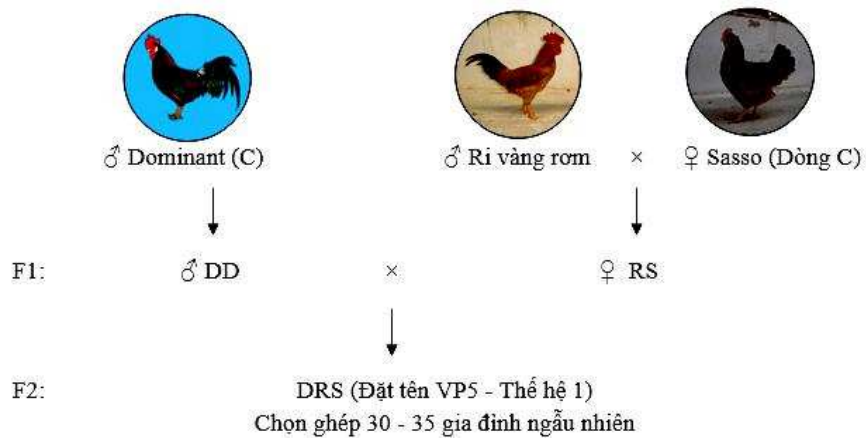 ♂ Dominant (C) ♂ Ri vàng rơm × ♀ Sasso (Dòng C)
F1: ♂ DD × ♀ RS
F2: DRS (Đặt tên VP5 - Thế hệ 1)
Chọn ghép 30 - 35 gia đình ngẫu nhiên